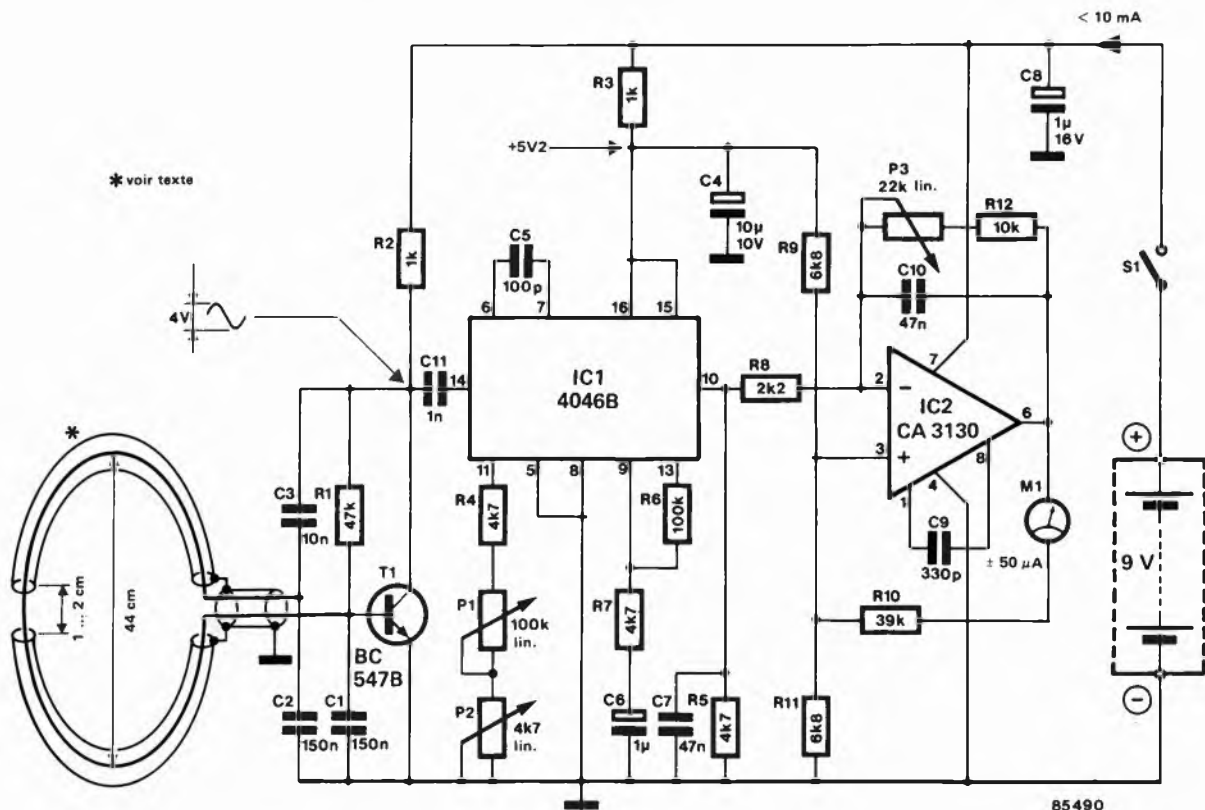 < 10 mA
R3
1k
C8
1µ
16V
+5V2
* voir texte
C4
10µ
10V
P3
22k lin.
R12
10k
R2
1k
C5
100p
6
7
16
15
R9
6k8
C10
47n
S1
4V
C11
1n
14
IC1
4046B
10
R8
2k2
2
−
7
IC2
CA 3130
6
3
+
8
1
4
*
11
5
8
9
13
C3
10n
R1
47k
R4
4k7
R6
100k
C9
330p
M1
± 50 µA
+
9 V
−
1 ... 2 cm
44 cm
T1
BC
547B
P1
100k
lin.
R7
4k7
R10
39k
C2
150n
C1
150n
P2
4k7
lin.
C6
1µ
C7
47n
R5
4k7
R11
6k8
85490